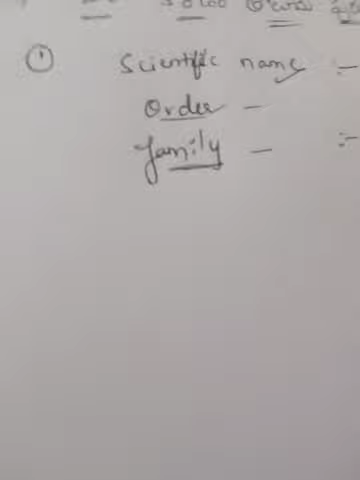 ① Scientific name :-
Order -
family - :-